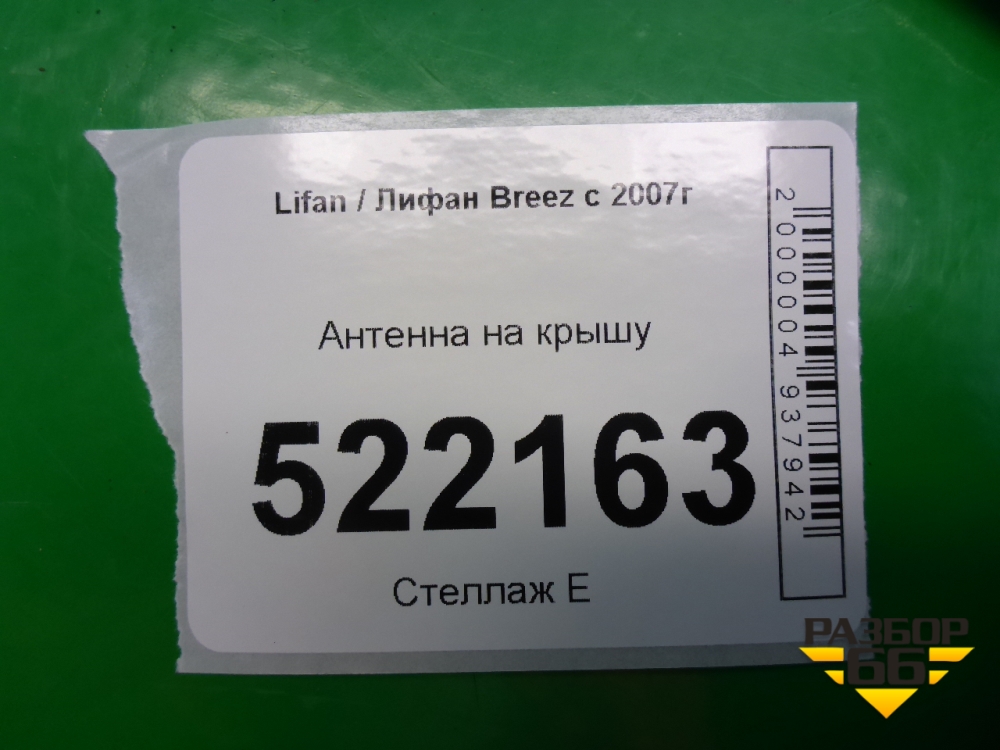 Lifan / Лифан Breez с 2007г
Антенна на крышу
522163
Стеллаж Е
2000004937942
РАЗБОР
66